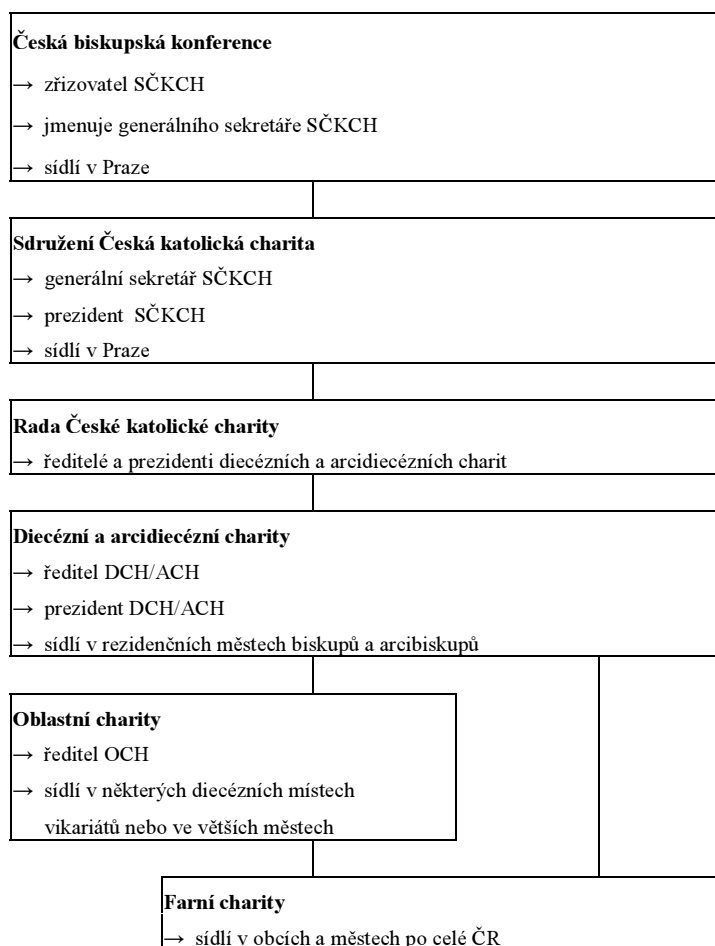 Česká biskupská konference
→ zřizovatel SČKCH
→ jmenuje generálního sekretáře SČKCH
→ sídlí v Praze
Sdružení Česká katolická charita
→ generální sekretář SČKCH
→ prezident SČKCH
→ sídlí v Praze
Rada České katolické charity
→ ředitelé a prezidenti diecézních a arcidiecézních charit
Diecézní a arcidiecézní charity
→ ředitel DCH/ACH
→ prezident DCH/ACH
→ sídlí v rezidenčních městech biskupů a arcibiskupů
Oblastní charity
→ ředitel OCH
→ sídlí v některých diecézních místech
vikariátů nebo ve větších městech
Farní charity
→ sídlí v obcích a městech po celé ČR